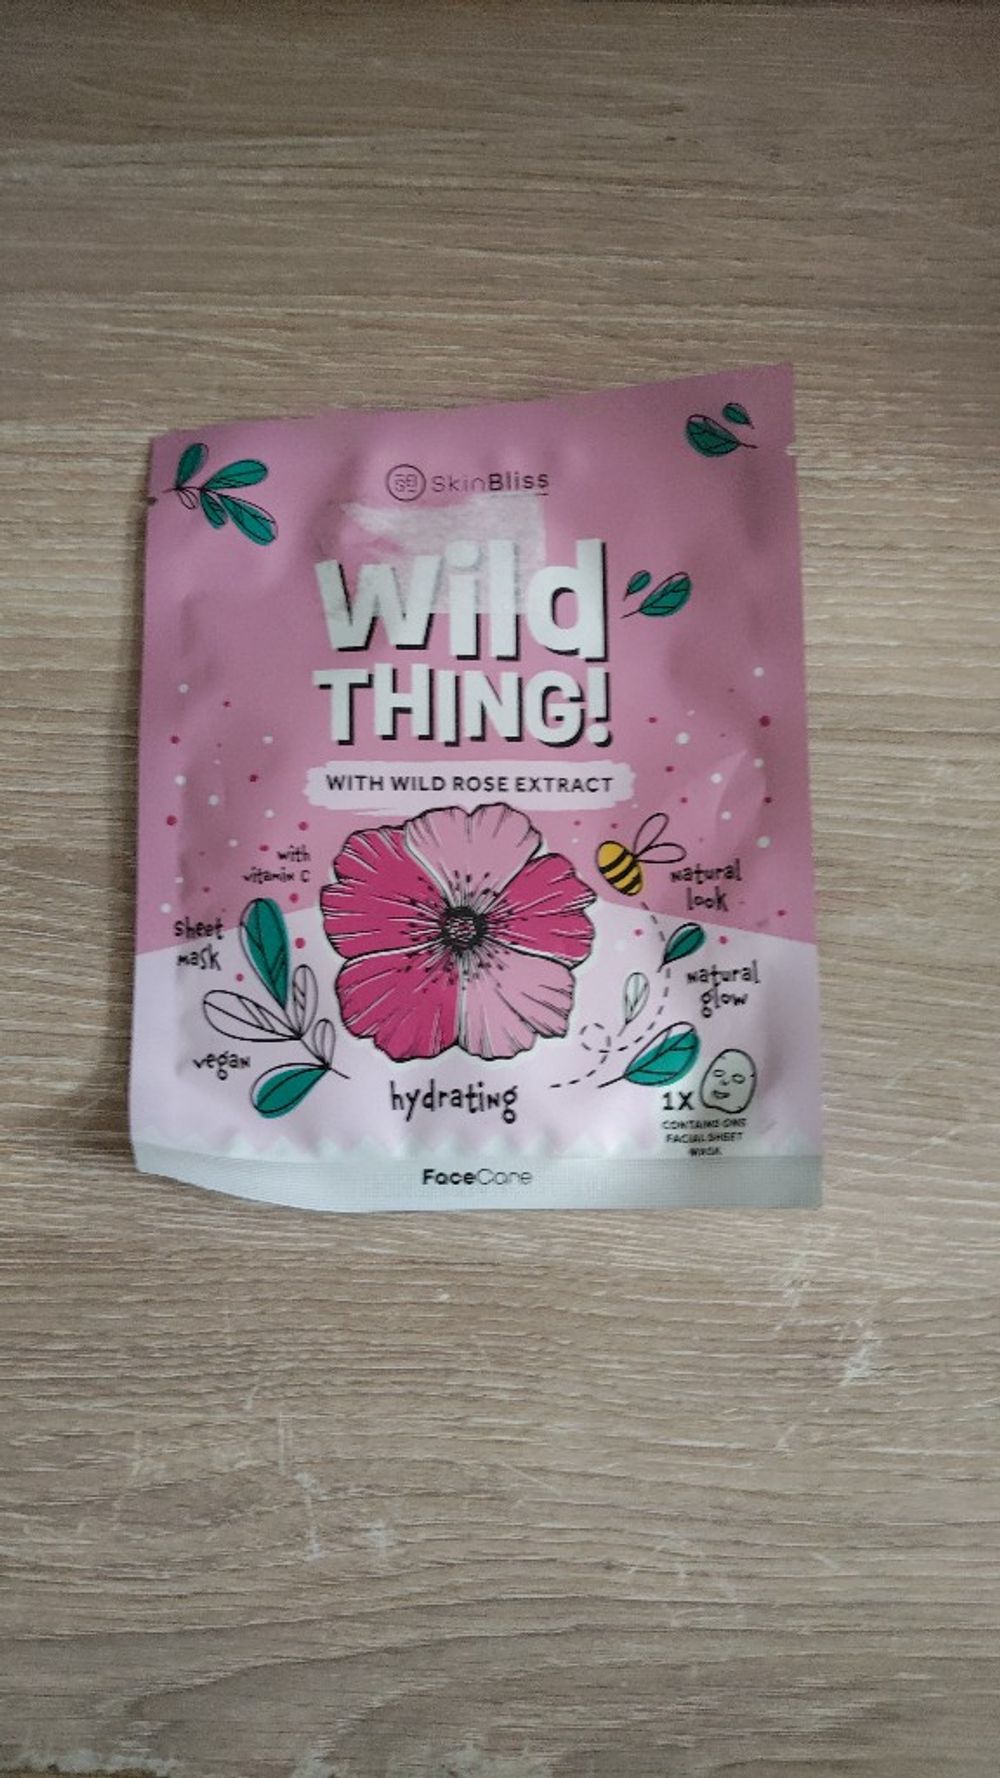 SkinBliss
Wild
THING!
WITH WILD ROSE EXTRACT
with
vitamin C
natural
look
sheet
mask
natural
glow
vegan
hydrating
1X
CONTAINS ONE
FACIAL SHEET
MASK
FaceCare